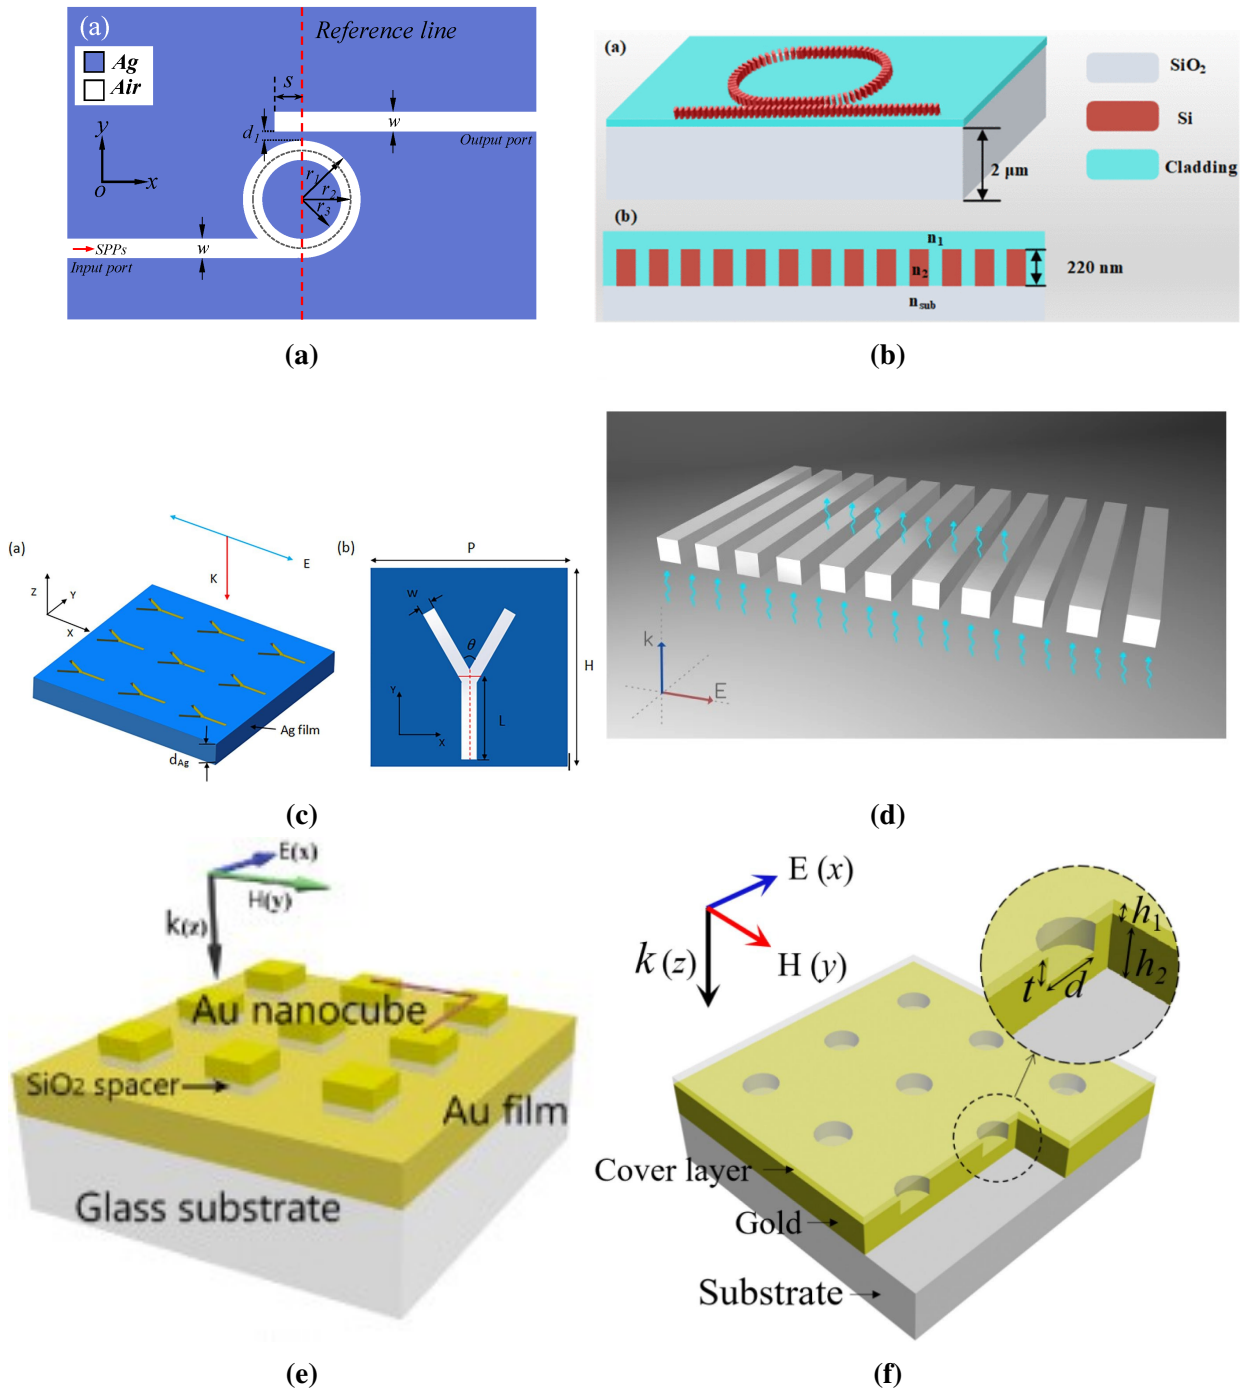 (a)
Reference line
Ag
Air
s
w
d1
Output port
y
o
x
r1
r2
r3
SPPs
w
Input port
(a)
(a)
SiO2
Si
Cladding
2 μm
(b)
n1
n2
220 nm
nsub
(b)
(a)
E
K
Z
Y
X
Ag film
dAg
(b)
P
w
θ
H
Y
X
L
(c)
k
E
(d)
E(x)
H(y)
k(z)
Au nanocube
SiO2 spacer
Au film
Glass substrate
(e)
E (x)
H (y)
k (z)
h1
h2
t
d
Cover layer
Gold
Substrate
(f)